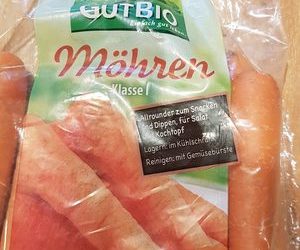 GUTBIO
Einfach gut leben.
Möhren
Klasse I
Allrounder zum Snacken
und Dippen, für Salat
Kochtopf
Lagern: im Kühlschrank
Reinigen: mit Gemüsebürste